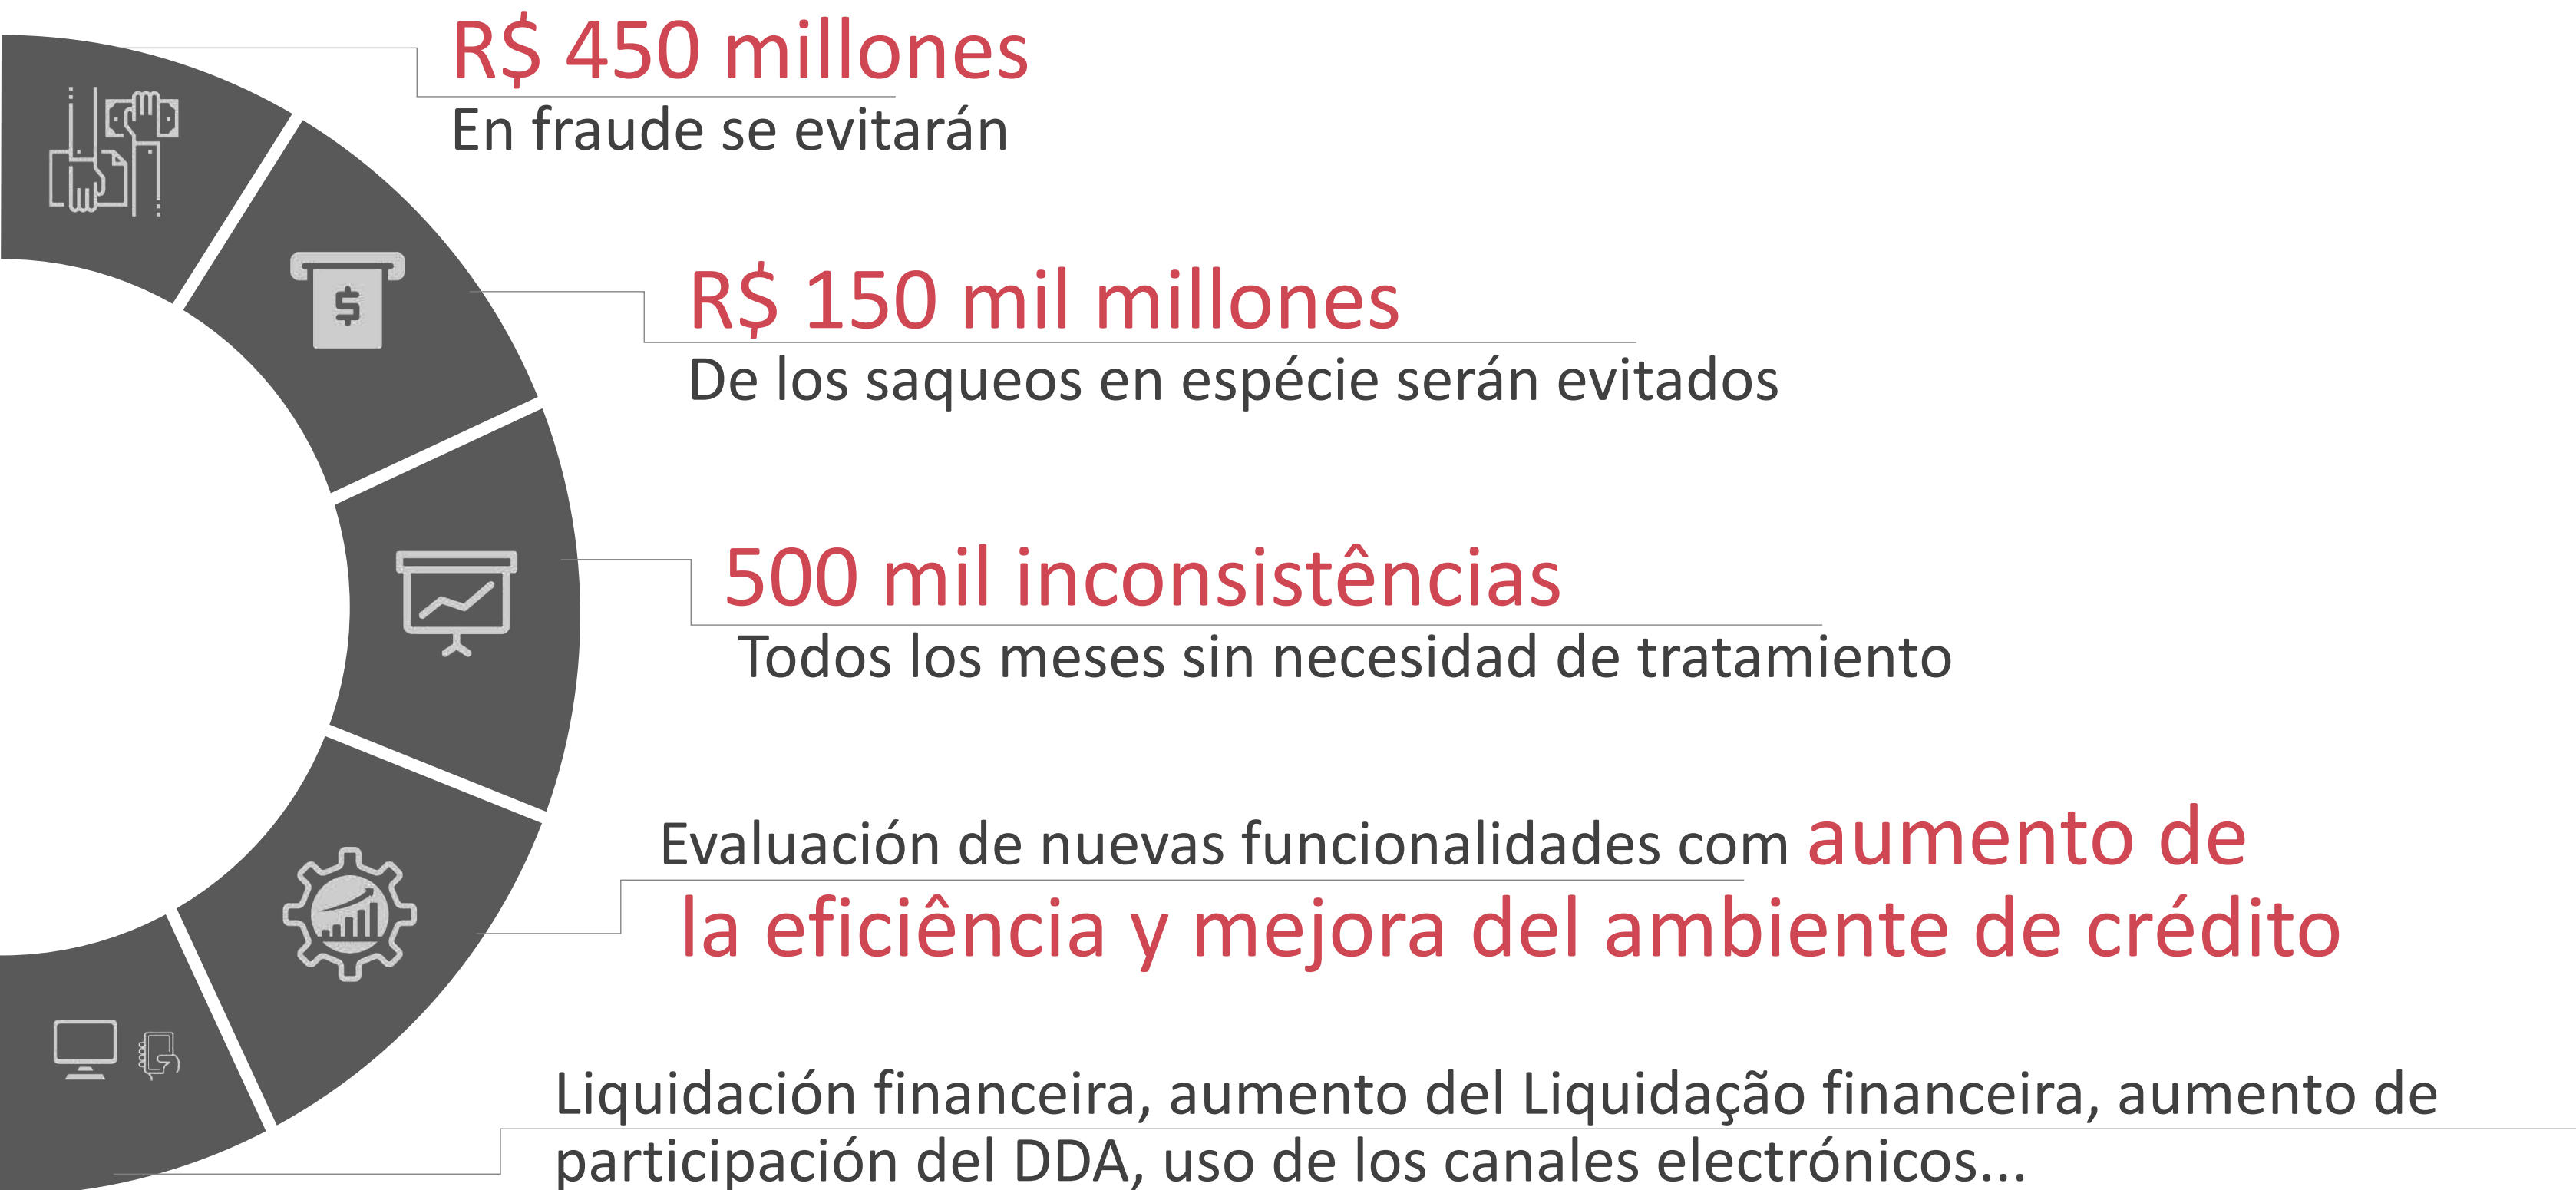 R$ 450 millones
En fraude se evitarán
R$ 150 mil millones
De los saqueos en espécie serán evitados
500 mil inconsistências
Todos los meses sin necesidad de tratamiento
Evaluación de nuevas funcionalidades com aumento de
la eficiência y mejora del ambiente de crédito
Liquidación financeira, aumento del Liquidação financeira, aumento de
participación del DDA, uso de los canales electrónicos...